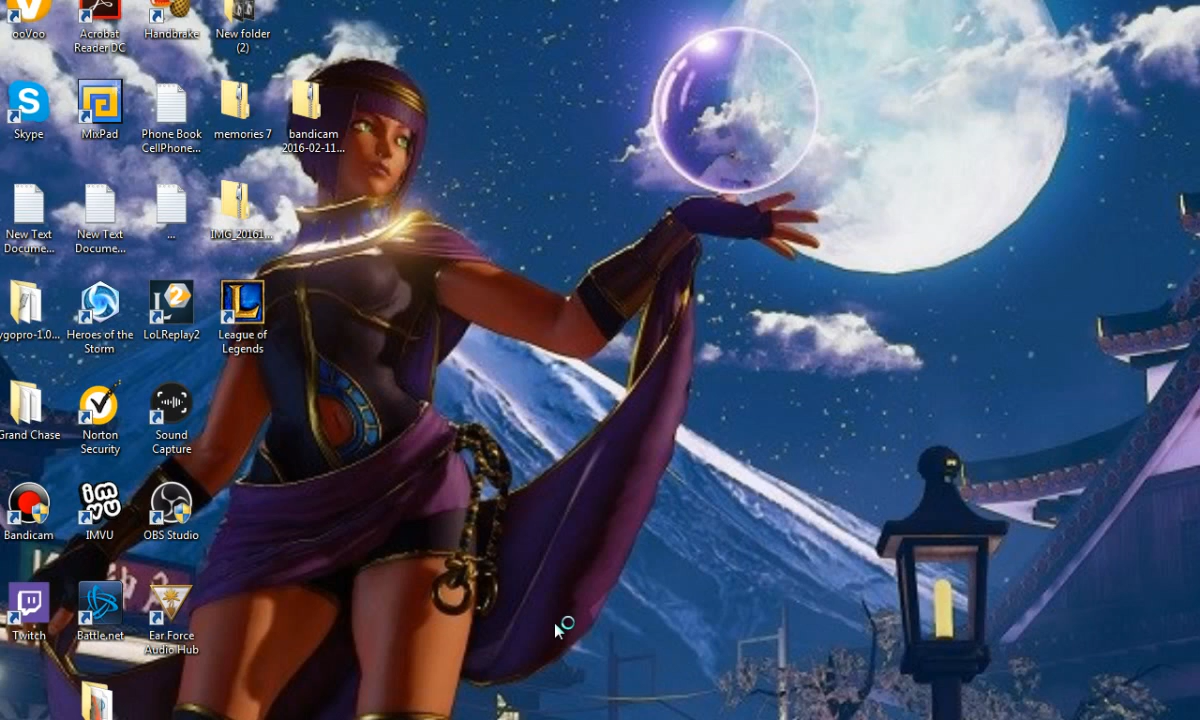 ooVoo
Acrobat
Reader DC
Handbrake
New folder
(2)
Skype
MixPad
Phone Book
CellPhone...
memories 7
bandicam
2016-02-11...
New Text
Docume...
New Text
Docume...
...
IMG_20161...
ygopro-1.0...
Heroes of the
Storm
LoLReplay2
League of
Legends
Grand Chase
Norton
Security
Sound
Capture
Bandicam
IMVU
OBS Studio
Twitch
Battle.net
Ear Force
Audio Hub